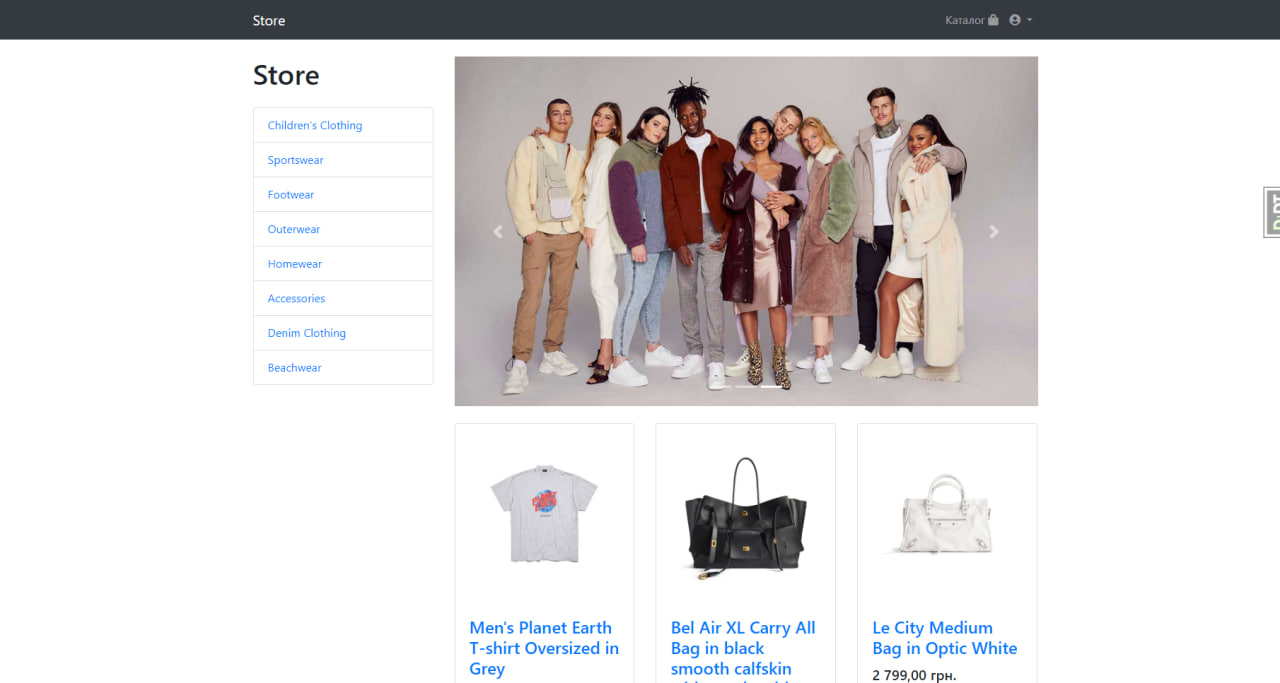 Store
Каталог
Store
Children's Clothing
Sportswear
Footwear
Outerwear
Homewear
Accessories
Denim Clothing
Beachwear
Men's Planet Earth
T-shirt Oversized in
Grey
Bel Air XL Carry All
Bag in black
smooth calfskin
Le City Medium
Bag in Optic White
2 799,00 грн.